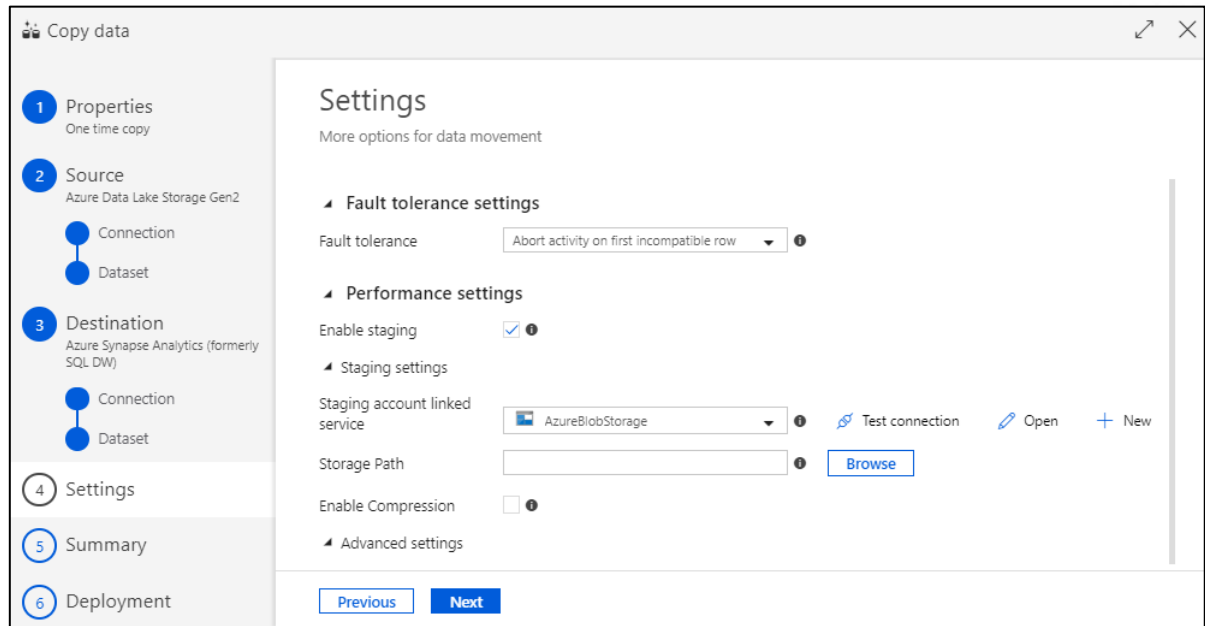 Copy data
1
Properties
One time copy
2
Source
Azure Data Lake Storage Gen2
Connection
Dataset
3
Destination
Azure Synapse Analytics (formerly
SQL DW)
Connection
Dataset
4
Settings
5
Summary
6
Deployment
Settings
More options for data movement
Fault tolerance settings
Fault tolerance
Abort activity on first incompatible row
Performance settings
Enable staging
Staging settings
Staging account linked
service
AzureBlobStorage
Test connection
Open
New
Storage Path
Browse
Enable Compression
Advanced settings
Previous
Next